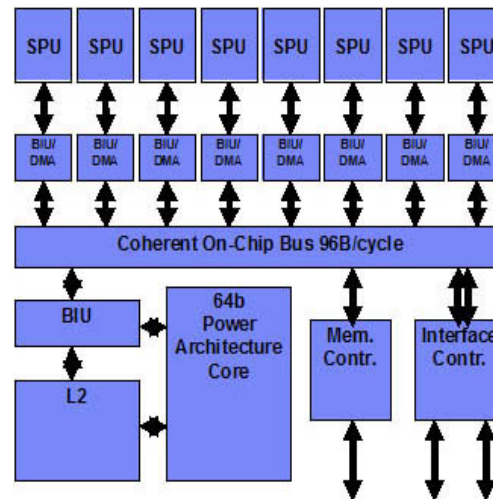 SPU SPU SPU SPU SPU SPU SPU SPU
BIU/ BIU/ BIU/ BIU/ BIU/ BIU/ BIU/ BIU/
DMA DMA DMA DMA DMA DMA DMA DMA
Coherent On-Chip Bus 96B/cycle
BIU
L2
64b
Power
Architecture
Core
Mem.
Contr.
Interface
Contr.